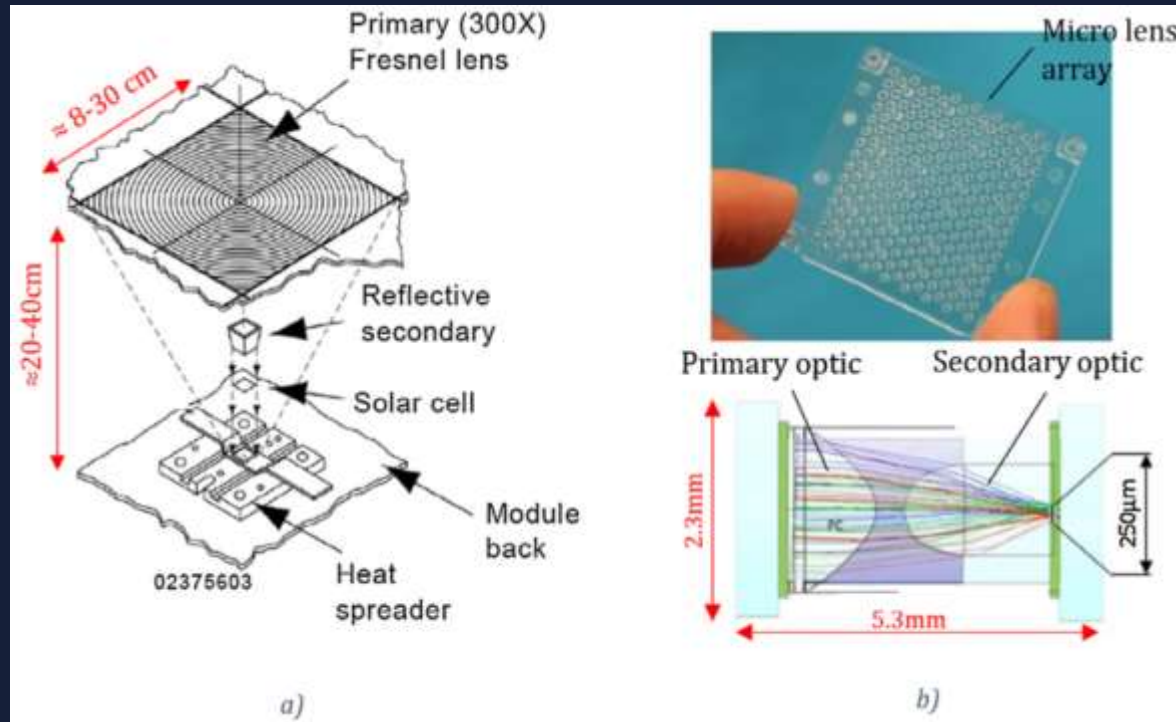 Primary (300X)
Fresnel lens
≈ 8-30 cm
≈20-40cm
Reflective
secondary
Solar cell
Module
back
Heat
spreader
02375603
a)
Micro lens
array
Primary optic
Secondary optic
PC
2.3mm
250µm
5.3mm
b)